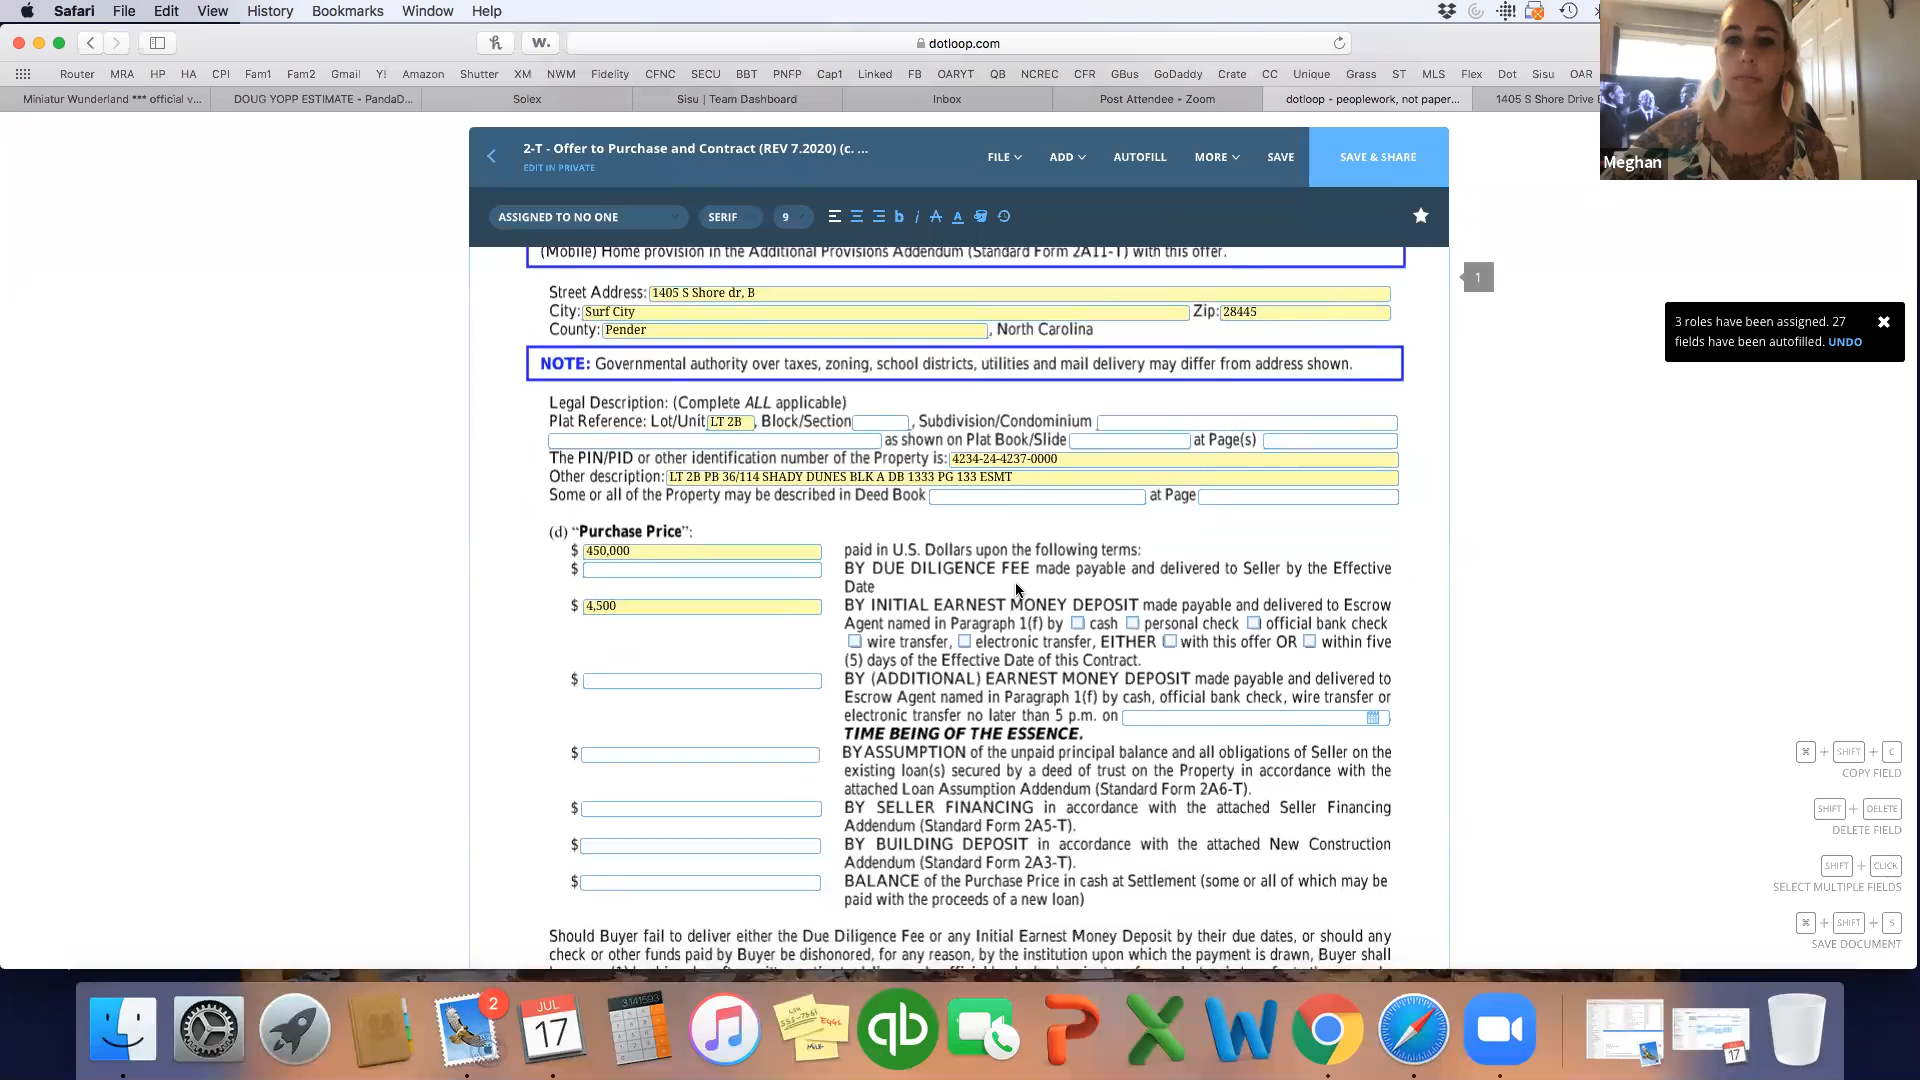 Safari File Edit View History Bookmarks Window Help
w. dotloop.com
Router MRA HP HA CPI Fam1 Fam2 Gmail Y! Amazon Shutter XM NWM Fidelity CFNC SECU BBT PNFP Cap1 Linked FB OARYT QB NCREC CFR GBus GoDaddy Crate CC Unique Grass ST MLS Flex Dot Sisu OAR
Miniatur Wunderland *** official v... DOUG YOPP ESTIMATE - PandaD... Solex Sisu | Team Dashboard Inbox Post Attendee - Zoom dotloop - peoplework, not paper... 1405 S Shore Drive
Meghan
2-T - Offer to Purchase and Contract (REV 7.2020) (c. ...
EDIT IN PRIVATE
FILE ADD AUTOFILL MORE SAVE SAVE & SHARE
ASSIGNED TO NO ONE SERIF 9 b i A A
(Mobile) Home provision in the Additional Provisions Addendum (Standard Form 2A11-T) with this offer.
1
Street Address: 1405 S Shore dr, B
City: Surf City Zip: 28445
County: Pender , North Carolina
3 roles have been assigned. 27
fields have been autofilled. UNDO
NOTE: Governmental authority over taxes, zoning, school districts, utilities and mail delivery may differ from address shown.
Legal Description: (Complete ALL applicable)
Plat Reference: Lot/Unit LT 2B , Block/Section , Subdivision/Condominium
as shown on Plat Book/Slide at Page(s)
The PIN/PID or other identification number of the Property is: 4234-24-4237-0000
Other description: LT 2B PB 36/114 SHADY DUNES BLK A DB 1333 PG 133 ESMT
Some or all of the Property may be described in Deed Book at Page
(d) “Purchase Price”:
$ 450,000 paid in U.S. Dollars upon the following terms:
$ BY DUE DILIGENCE FEE made payable and delivered to Seller by the Effective
Date
$ 4,500 BY INITIAL EARNEST MONEY DEPOSIT made payable and delivered to Escrow
Agent named in Paragraph 1(f) by cash personal check official bank check
wire transfer, electronic transfer, EITHER with this offer OR within five
(5) days of the Effective Date of this Contract.
$ BY (ADDITIONAL) EARNEST MONEY DEPOSIT made payable and delivered to
Escrow Agent named in Paragraph 1(f) by cash, official bank check, wire transfer or
electronic transfer no later than 5 p.m. on
TIME BEING OF THE ESSENCE.
$ BY ASSUMPTION of the unpaid principal balance and all obligations of Seller on the
existing loan(s) secured by a deed of trust on the Property in accordance with the
attached Loan Assumption Addendum (Standard Form 2A6-T).
$ BY SELLER FINANCING in accordance with the attached Seller Financing
Addendum (Standard Form 2A5-T).
$ BY BUILDING DEPOSIT in accordance with the attached New Construction
Addendum (Standard Form 2A3-T).
$ BALANCE of the Purchase Price in cash at Settlement (some or all of which may be
paid with the proceeds of a new loan)
Should Buyer fail to deliver either the Due Diligence Fee or any Initial Earnest Money Deposit by their due dates, or should any
check or other funds paid by Buyer be dishonored, for any reason, by the institution upon which the payment is drawn, Buyer shall
⌘ + SHIFT + C
COPY FIELD
SHIFT + DELETE
DELETE FIELD
SHIFT + CLICK
SELECT MULTIPLE FIELDS
⌘ + SHIFT + S
SAVE DOCUMENT
2
JUL
17
3.141593
MILK
EGGS
qb
P X W
17